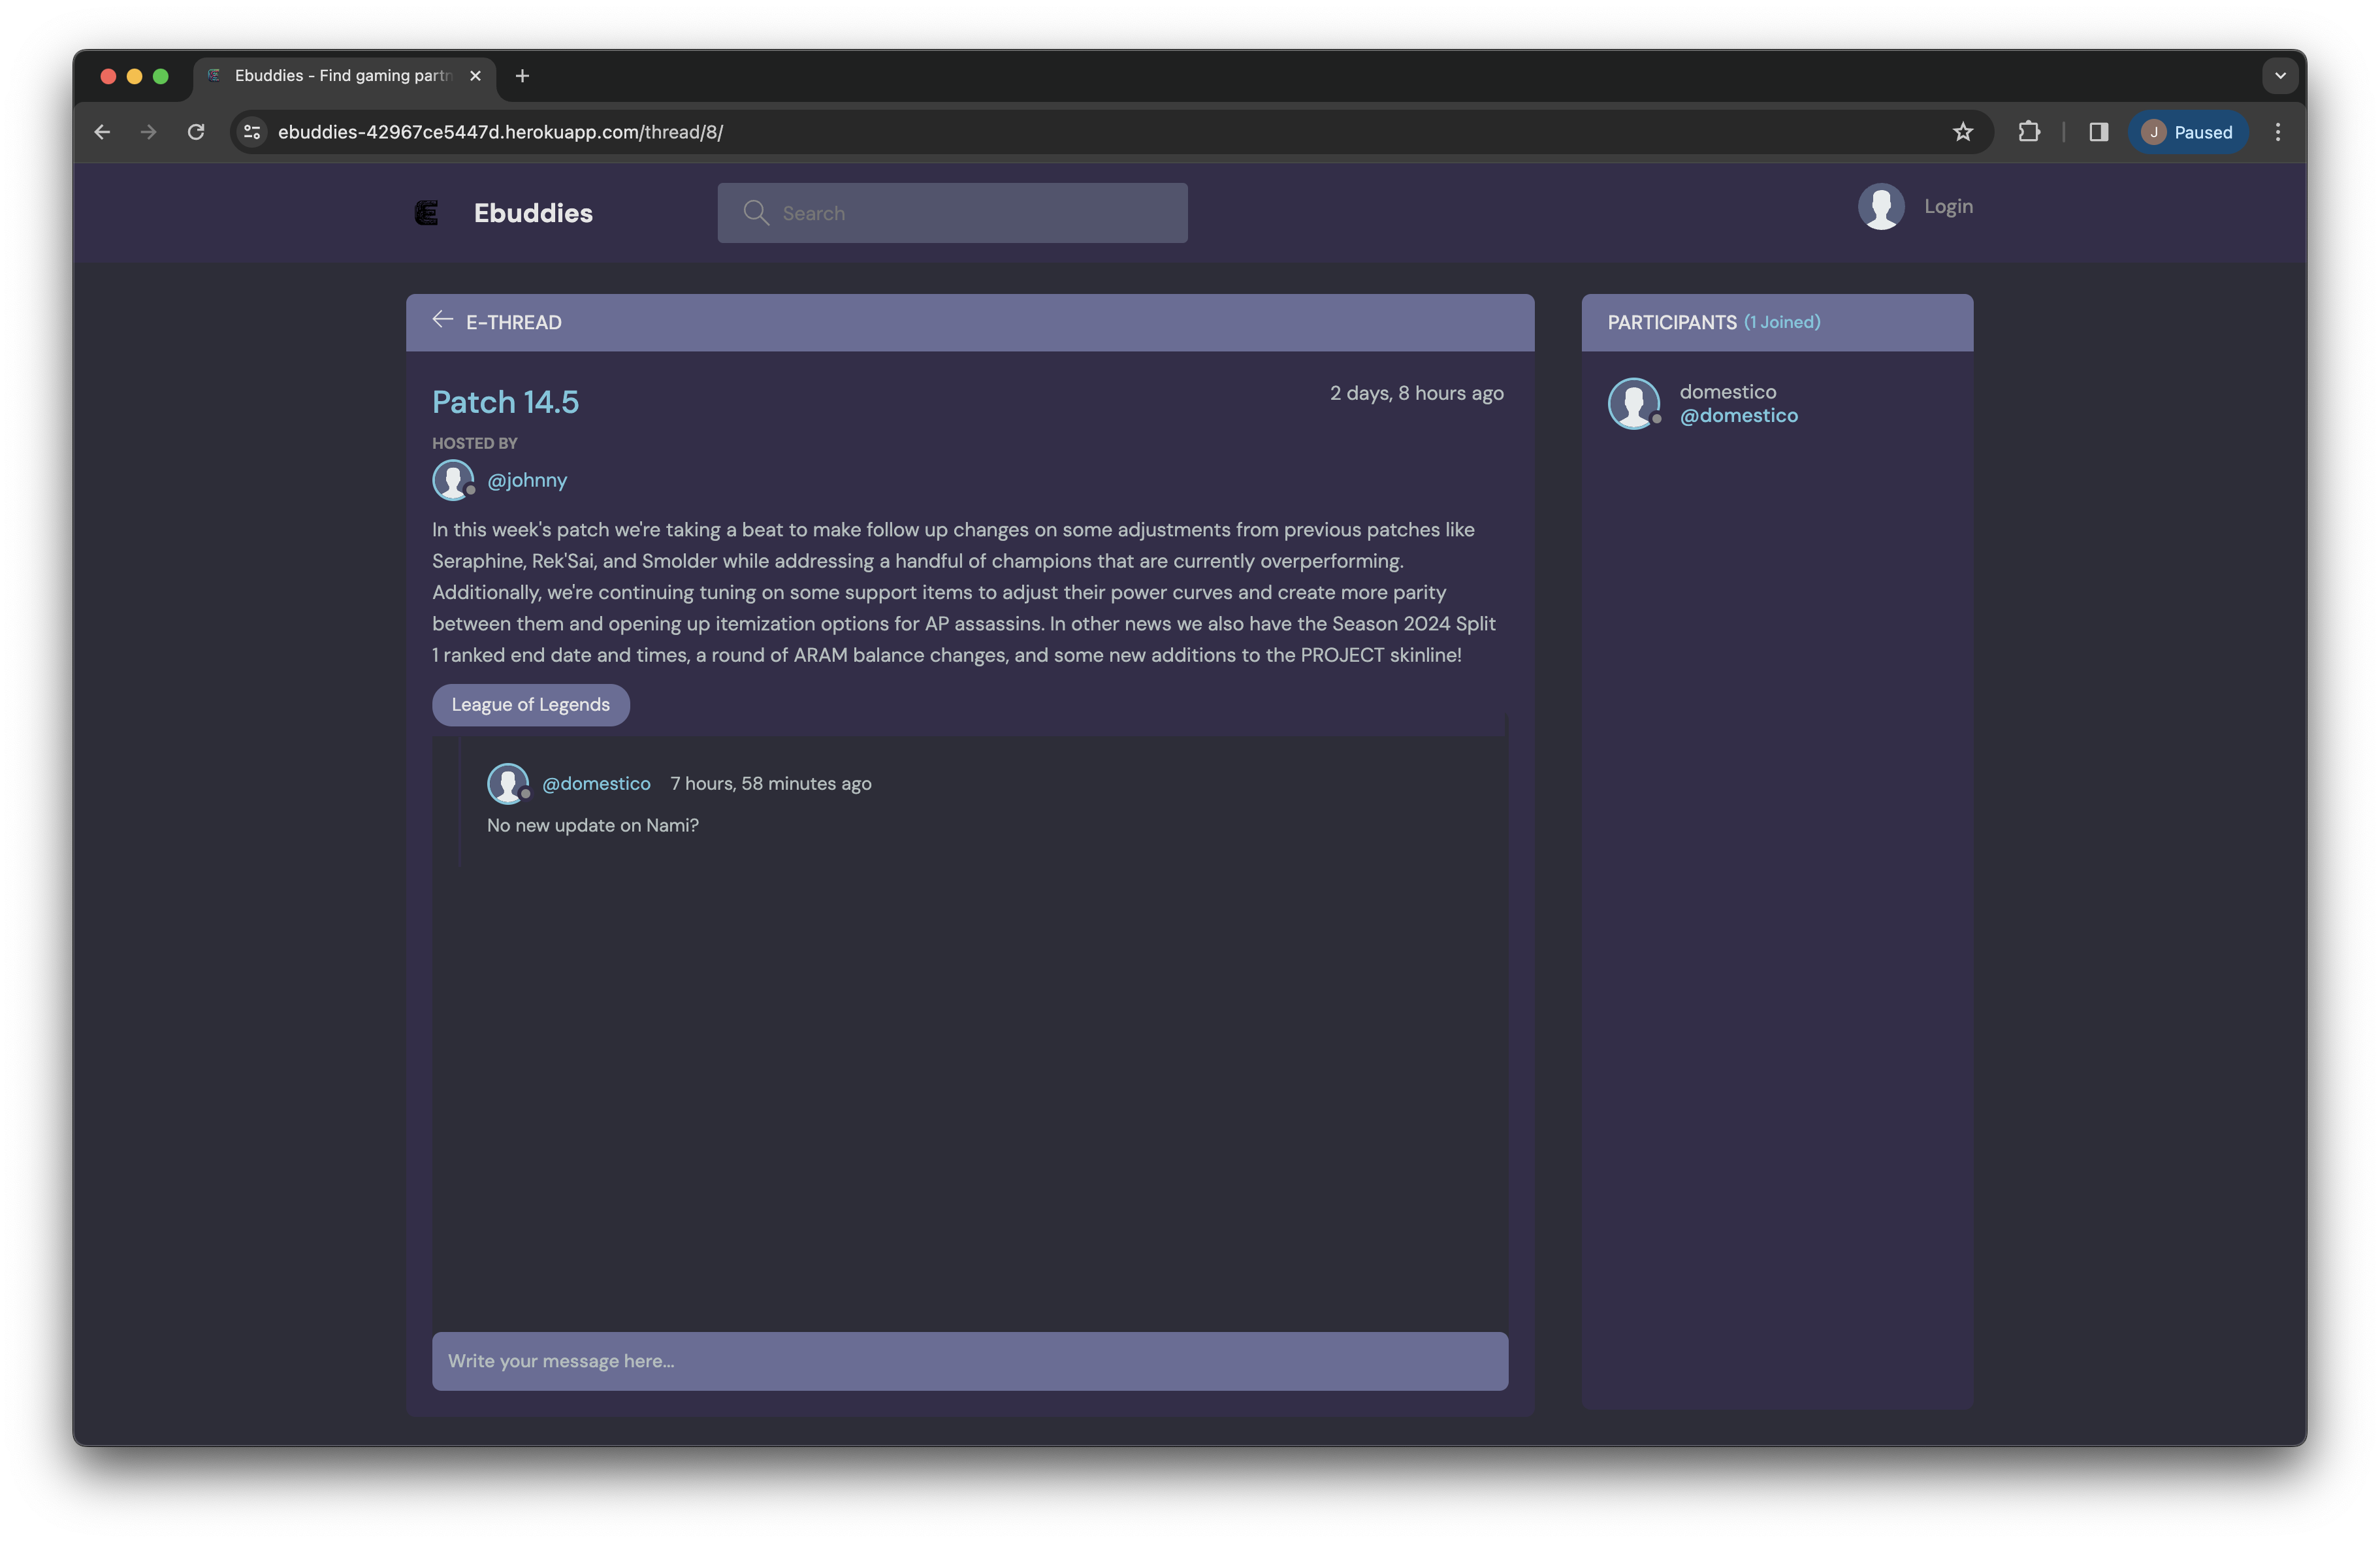 Ebuddies - Find gaming partn
ebuddies-42967ce5447d.herokuapp.com/thread/8/
J Paused
Ebuddies
Search
Login
E-THREAD
Patch 14.5
2 days, 8 hours ago
HOSTED BY
@johnny
In this week's patch we're taking a beat to make follow up changes on some adjustments from previous patches like
Seraphine, Rek'Sai, and Smolder while addressing a handful of champions that are currently overperforming.
Additionally, we're continuing tuning on some support items to adjust their power curves and create more parity
between them and opening up itemization options for AP assassins. In other news we also have the Season 2024 Split
1 ranked end date and times, a round of ARAM balance changes, and some new additions to the PROJECT skinline!
League of Legends
@domestico 7 hours, 58 minutes ago
No new update on Nami?
Write your message here...
PARTICIPANTS (1 Joined)
domestico
@domestico